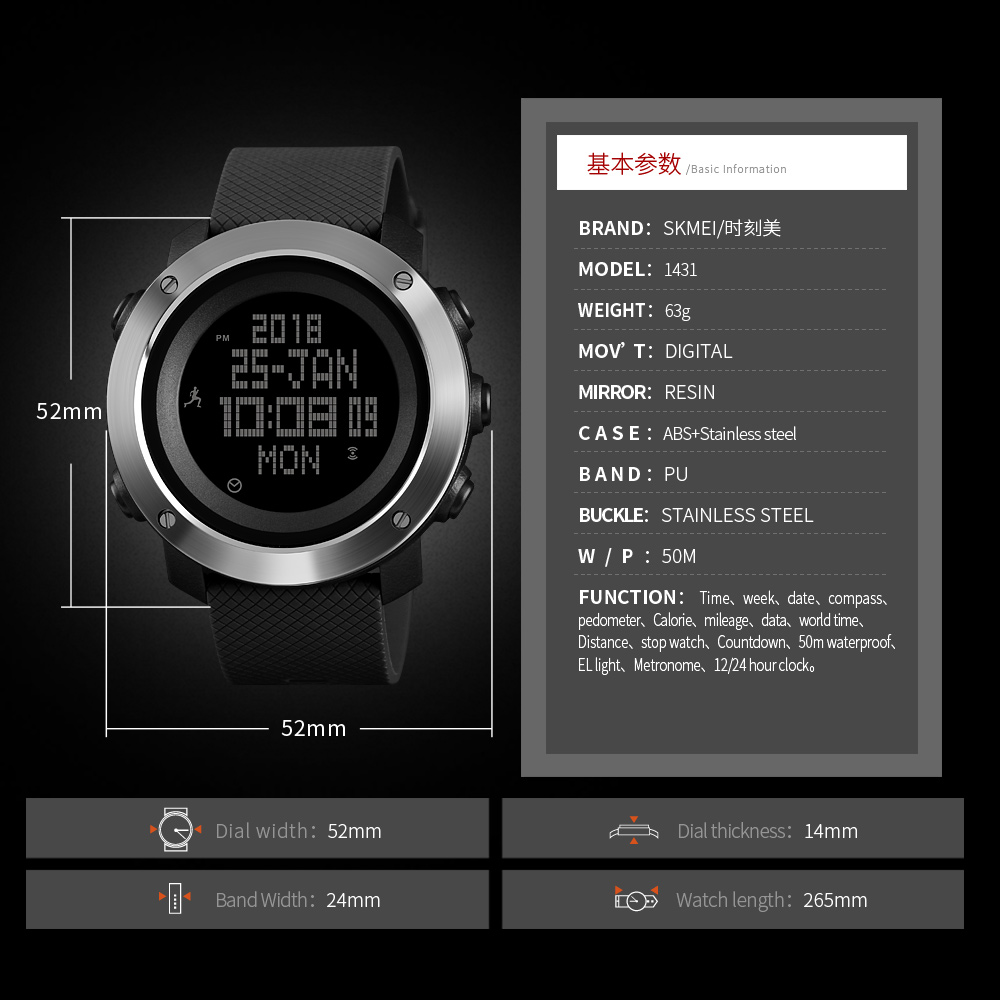 基本参数 /Basic Information
BRAND： SKMEI/时刻美
MODEL： 1431
WEIGHT： 63g
MOV’ T： DIGITAL
MIRROR： RESIN
CASE： ABS+Stainless steel
BAND： PU
BUCKLE： STAINLESS STEEL
W / P ： 50M
FUNCTION： Time、week、date、compass、
pedometer、Calorie、mileage、data、world time、
Distance、stop watch、Countdown、50m waterproof、
EL light、Metronome、12/24 hour clock。
2018
PM
25-JAN
10:08 09
MON
52mm
52mm
Dial width： 52mm
Dial thickness： 14mm
Band Width： 24mm
Watch length： 265mm